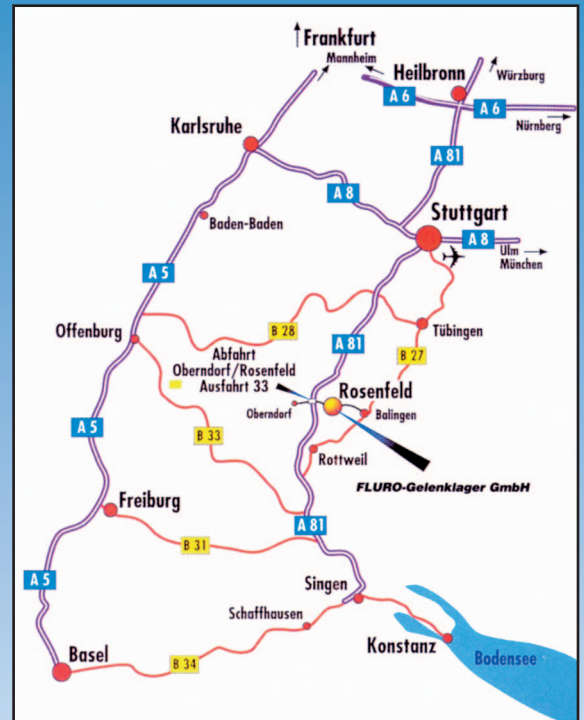 Frankfurt
Mannheim
Heilbronn
Würzburg
A 6
A 6
Nürnberg
Karlsruhe
A 81
A 8
Stuttgart
A 8
Ulm
München
Baden-Baden
A 5
Offenburg
B 28
Tübingen
A 81
B 27
Abfahrt
Oberndorf/Rosenfeld
Ausfahrt 33
Rosenfeld
Oberndorf
Balingen
A 5
B 33
Rottweil
FLURO-Gelenklager GmbH
Freiburg
A 81
B 31
A 5
Singen
Schaffhausen
Konstanz
Bodensee
Basel
B 34